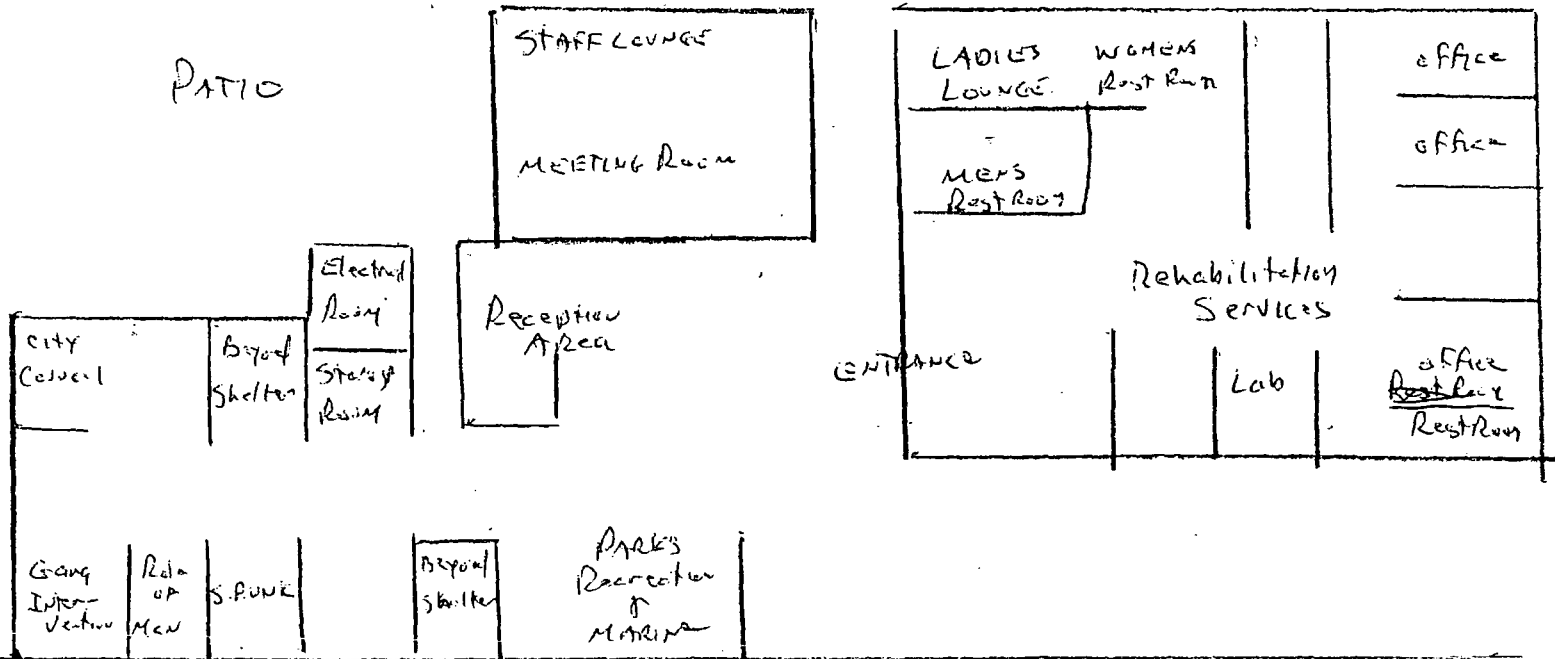 PATIO
STAFF LOUNGE
MEETING ROOM
LADIES
LOUNGE
WOMENS
Rest Room
MENS
Rest Room
office
office
Rehabilitation
Services
ENTRANCE
Lab
office
Rest Room
Rest Room
Electrical
Room
Storage
Room
Reception
Area
City
Council
Beyond
Shelter
Gang
Inter-
vention
Role
of
Men
S.P.UNK
Beyond
Shelter
PARKS
Recreation
&
MARINE